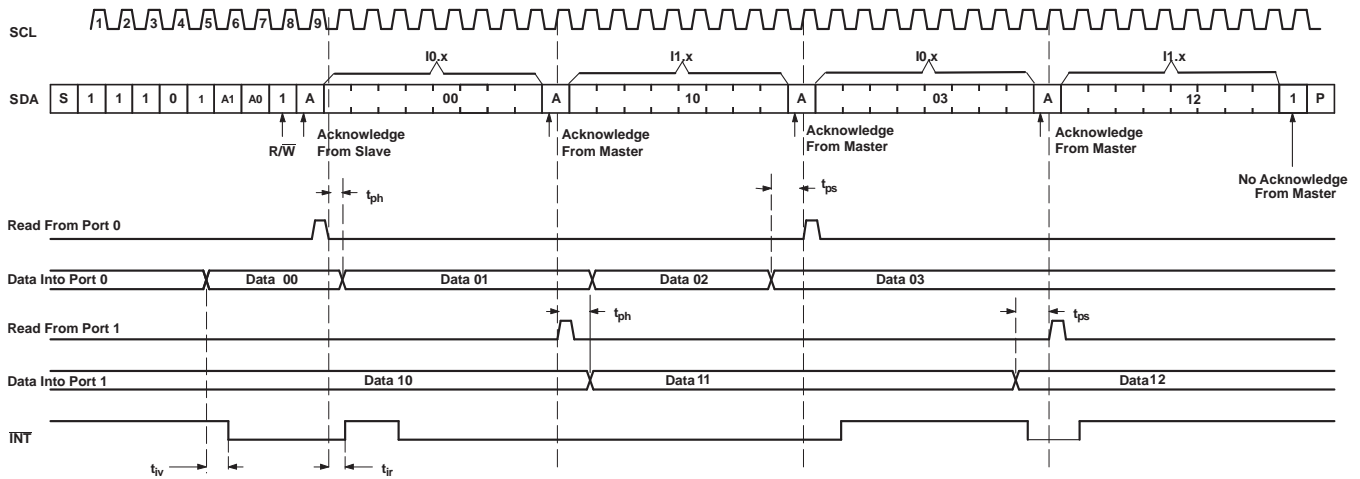 SCL 1 2 3 4 5 6 7 8 9
I0.x I1.x I0.x I1.x
SDA S 1 1 1 0 1 A1 A0 1 A 00 A 10 A 03 A 12 1 P
R/W̅
Acknowledge
From Slave
Acknowledge
From Master
Acknowledge
From Master
Acknowledge
From Master
No Acknowledge
From Master
tph
tps
Read From Port 0
Data Into Port 0 Data 00 Data 01 Data 02 Data 03
tph
tps
Read From Port 1
Data Into Port 1 Data 10 Data 11 Data 12
I̅N̅T̅
tiv
tir